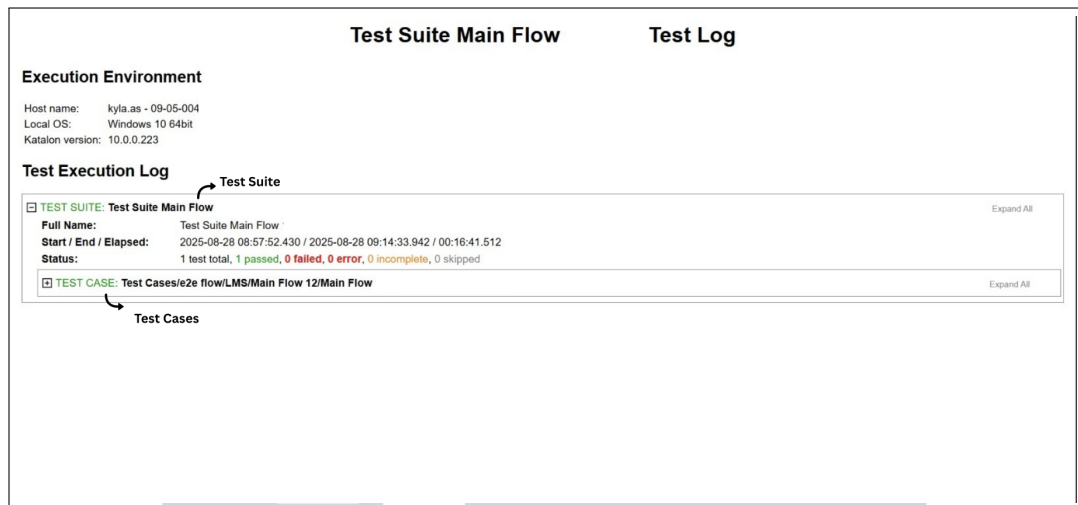 Test Suite Main Flow Test Log
Execution Environment
Host name: kyla.as - 09-05-004
Local OS: Windows 10 64bit
Katalon version: 10.0.0.223
Test Execution Log
Test Suite
TEST SUITE: Test Suite Main Flow Expand All
Full Name: Test Suite Main Flow
Start / End / Elapsed: 2025-08-28 08:57:52.430 / 2025-08-28 09:14:33.942 / 00:16:41.512
Status: 1 test total, 1 passed, 0 failed, 0 error, 0 incomplete, 0 skipped
TEST CASE: Test Cases/e2e flow/LMS/Main Flow 12/Main Flow Expand All
Test Cases